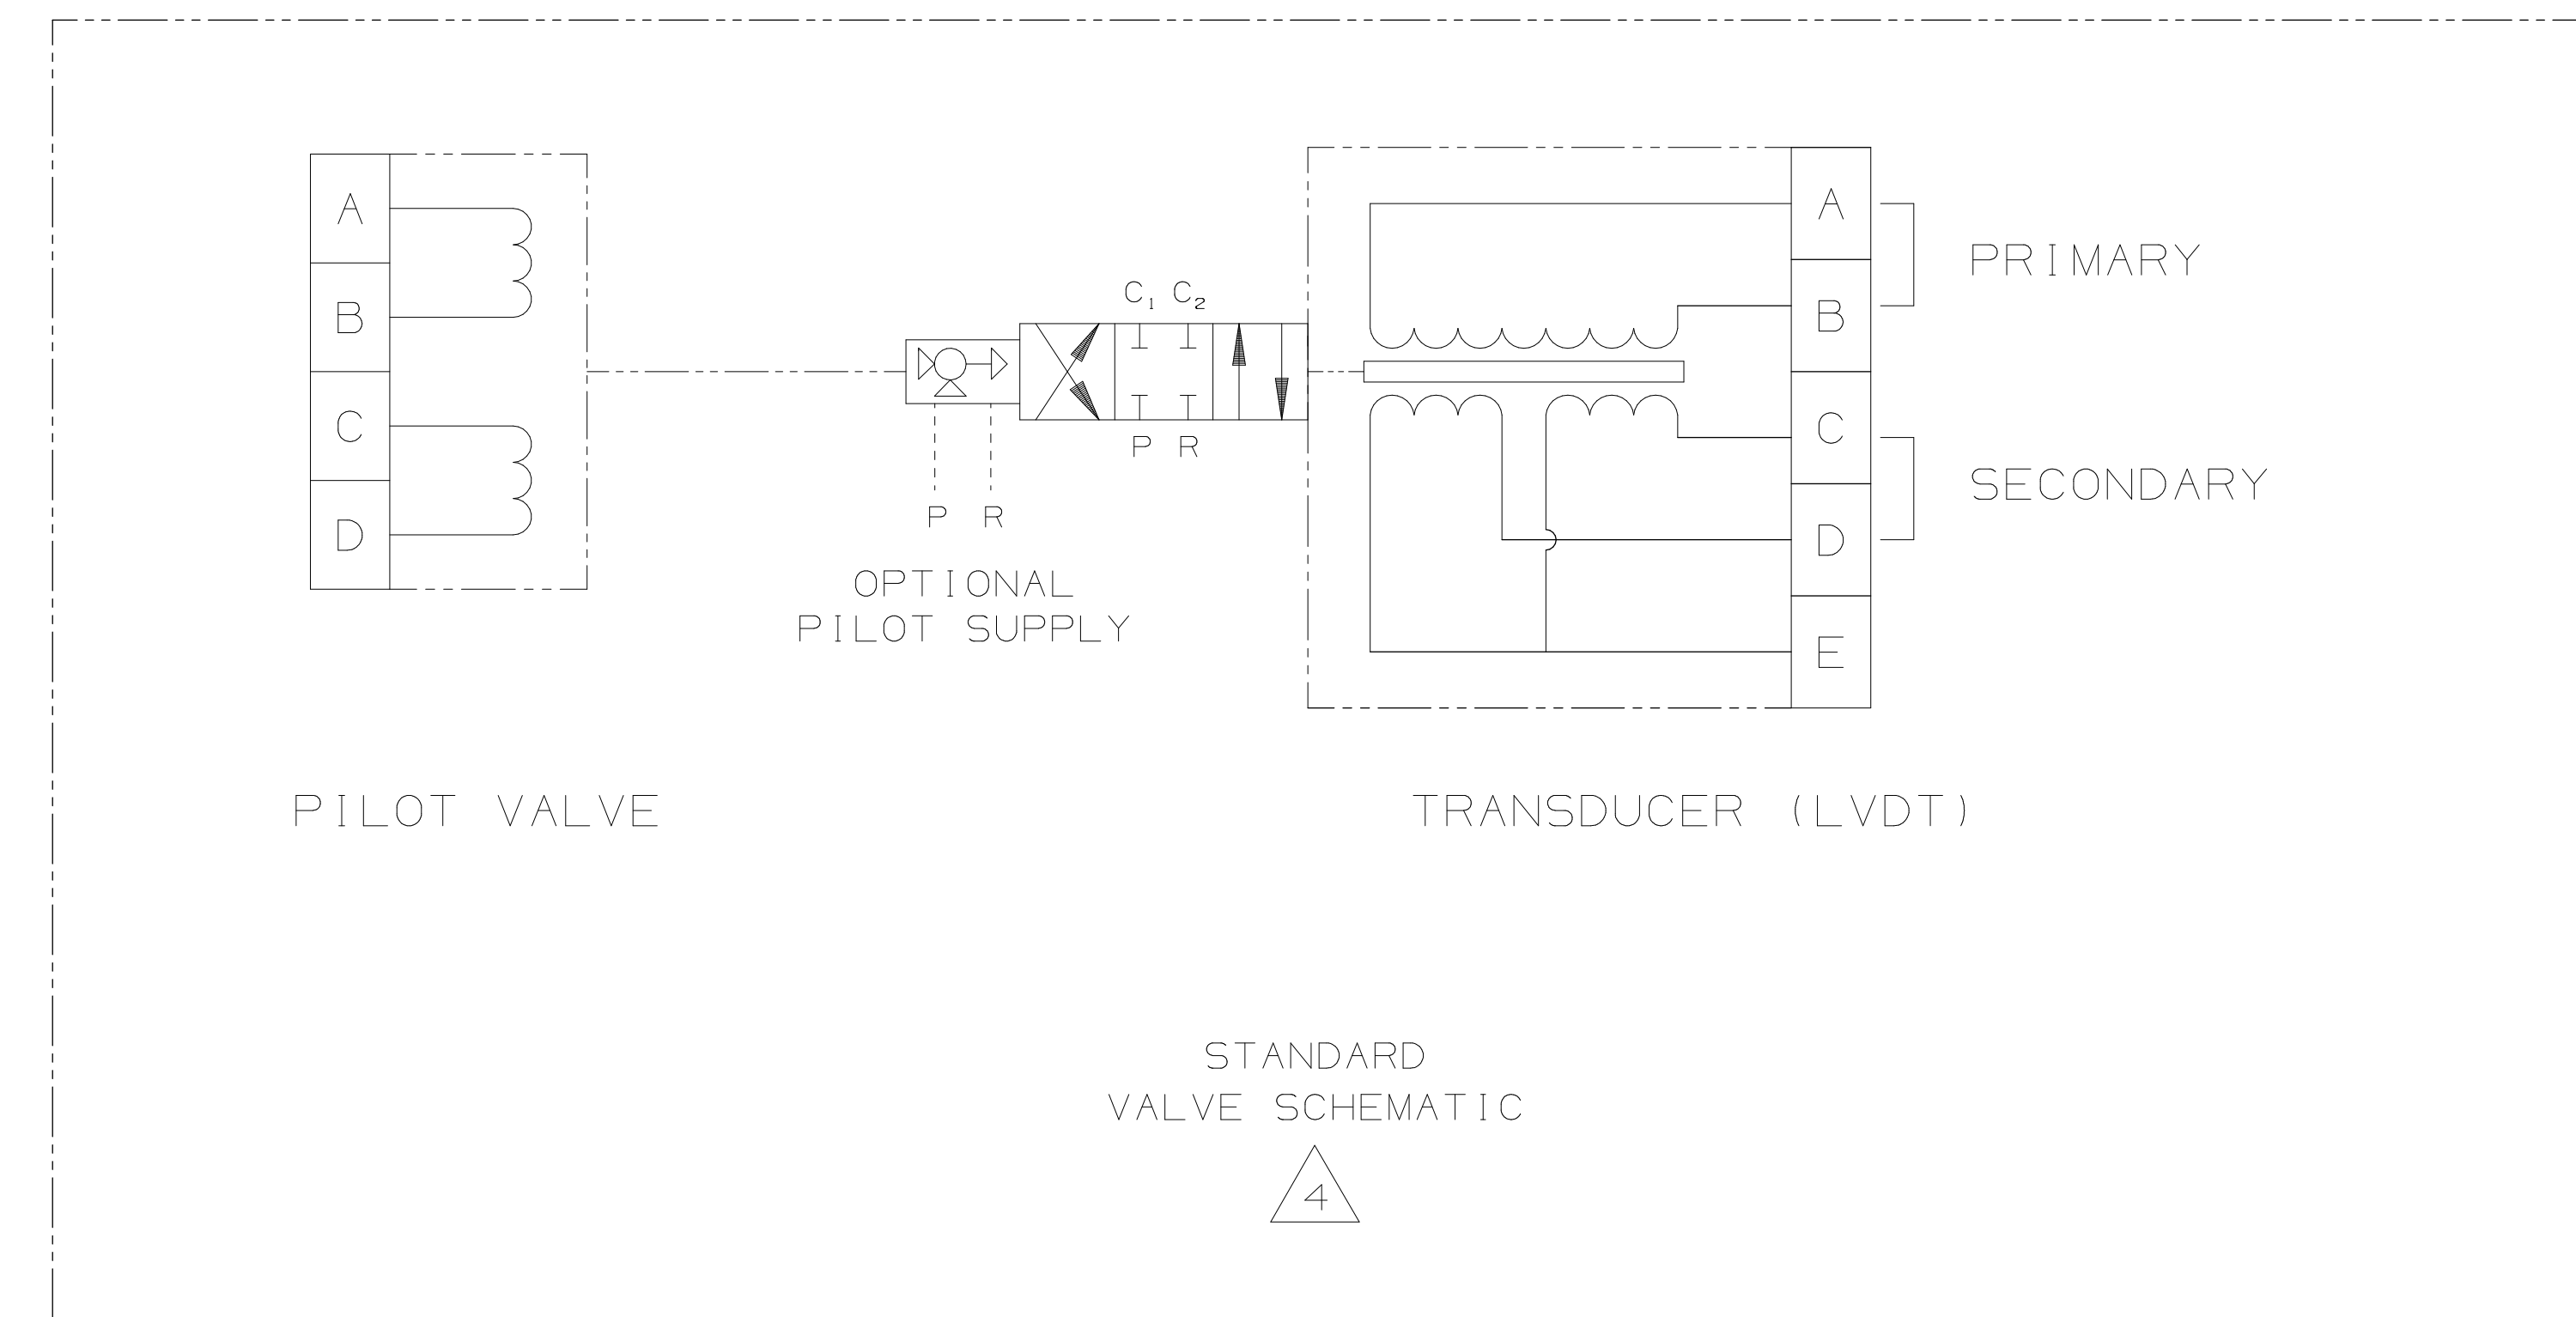 A
B
C
D
C₁ C₂
P R
P R
OPTIONAL
PILOT SUPPLY
A
B
C
D
E
PRIMARY
SECONDARY
PILOT VALVE
TRANSDUCER (LVDT)
STANDARD
VALVE SCHEMATIC
4